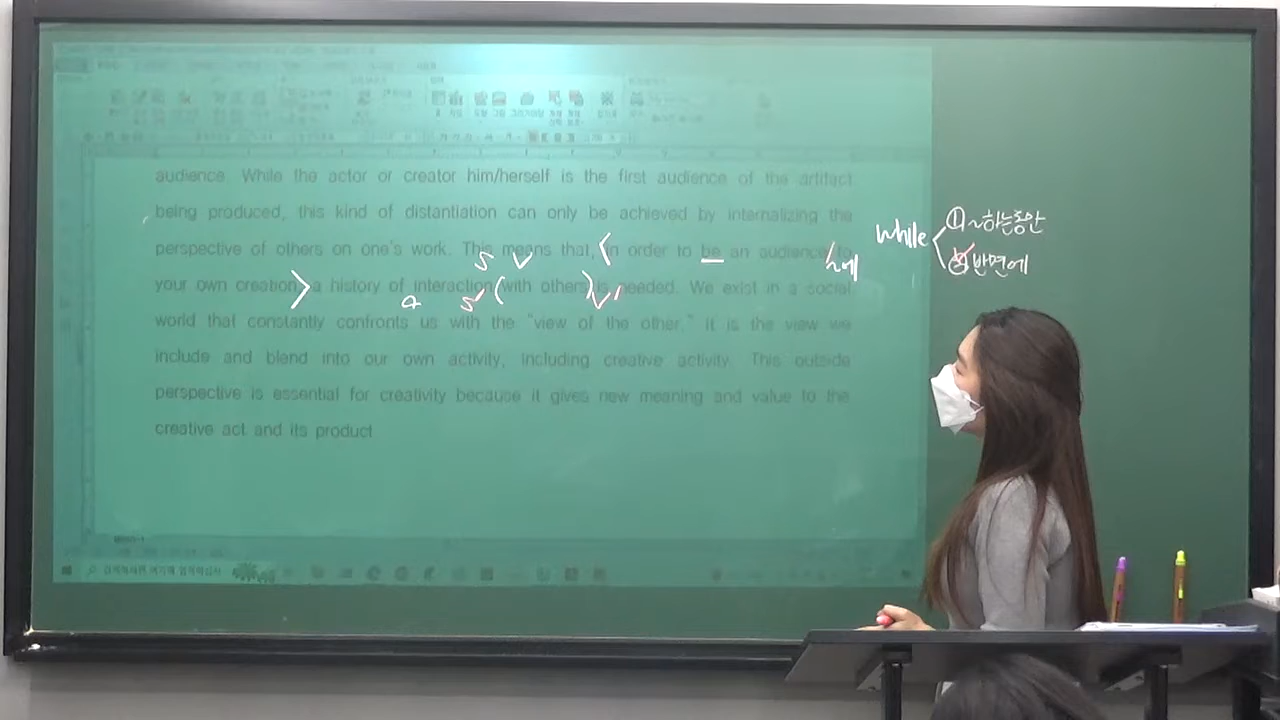 audience. While the actor or creator him/herself is the first audience of the artifact
being produced, this kind of distantiation can only be achieved by internalizing the
perspective of others on one's work. This means that, in order to be an audience to
your own creation, a history of interaction with others is needed. We exist in a social
world that constantly confronts us with the "view of the other." It is the view we
include and blend into our own activity, including creative activity. This outside
perspective is essential for creativity because it gives new meaning and value to the
creative act and its product
while
① ~하는동안
반면에
S V
에
a S ( ) V